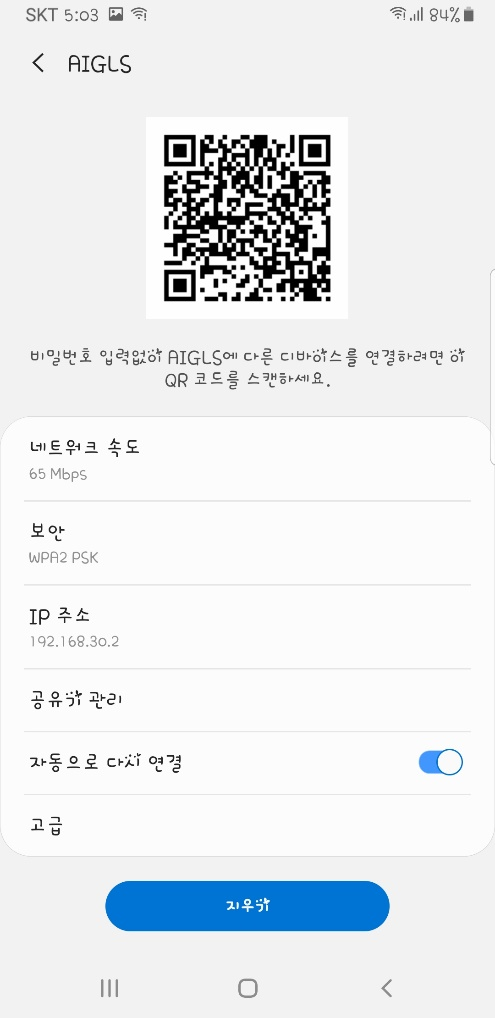 SKT 5:03 84%
AIGLS
비밀번호 입력없이 AIGLS에 다른 디바이스를 연결하려면 이
QR 코드를 스캔하세요.
네트워크 속도
65 Mbps
보안
WPA2 PSK
IP 주소
192.168.30.2
공유기 관리
자동으로 다시 연결
고급
지우기